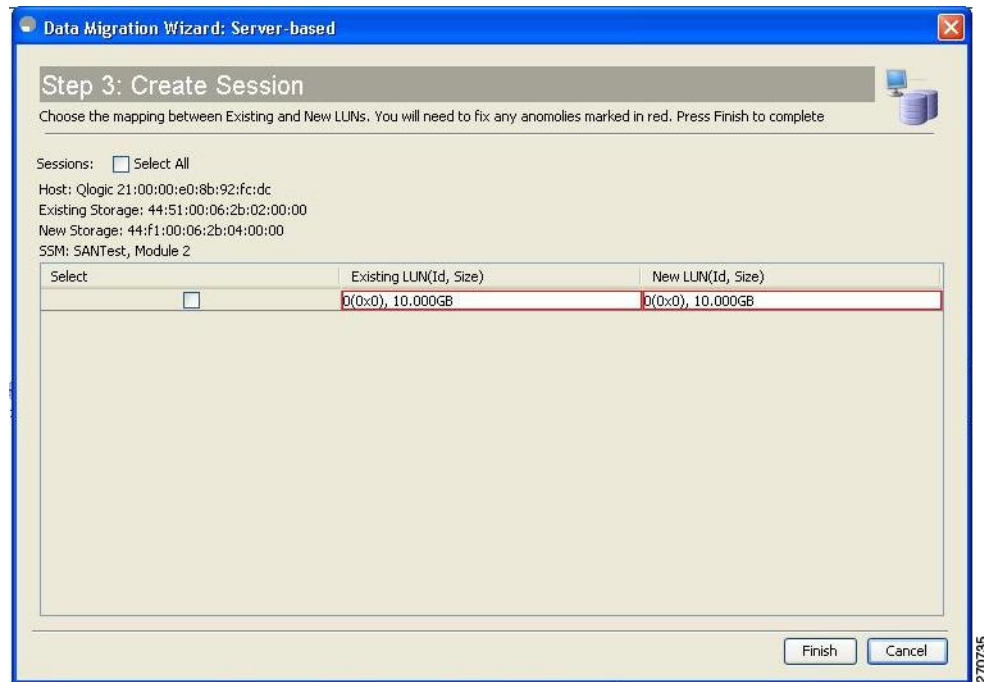 Data Migration Wizard: Server-based
Step 3: Create Session
Choose the mapping between Existing and New LUNs. You will need to fix any anomolies marked in red. Press Finish to complete
Sessions: Select All
Host: Qlogic 21:00:00:e0:8b:92:fc:dc
Existing Storage: 44:51:00:06:2b:02:00:00
New Storage: 44:f1:00:06:2b:04:00:00
SSM: SANTest, Module 2
Select Existing LUN(Id, Size) New LUN(Id, Size)
0(0x0), 10.000GB 0(0x0), 10.000GB
Finish Cancel
270735